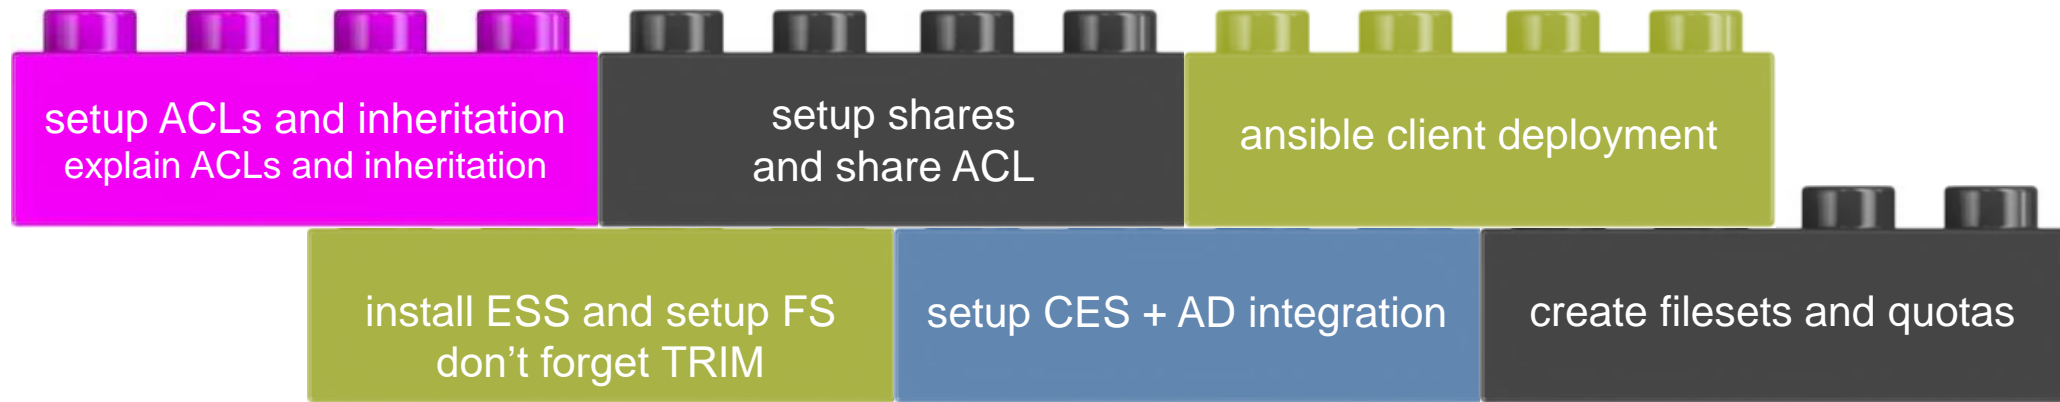 setup ACLs and inheritation
explain ACLs and inheritation
setup shares
and share ACL
ansible client deployment
install ESS and setup FS
don’t forget TRIM
setup CES + AD integration
create filesets and quotas